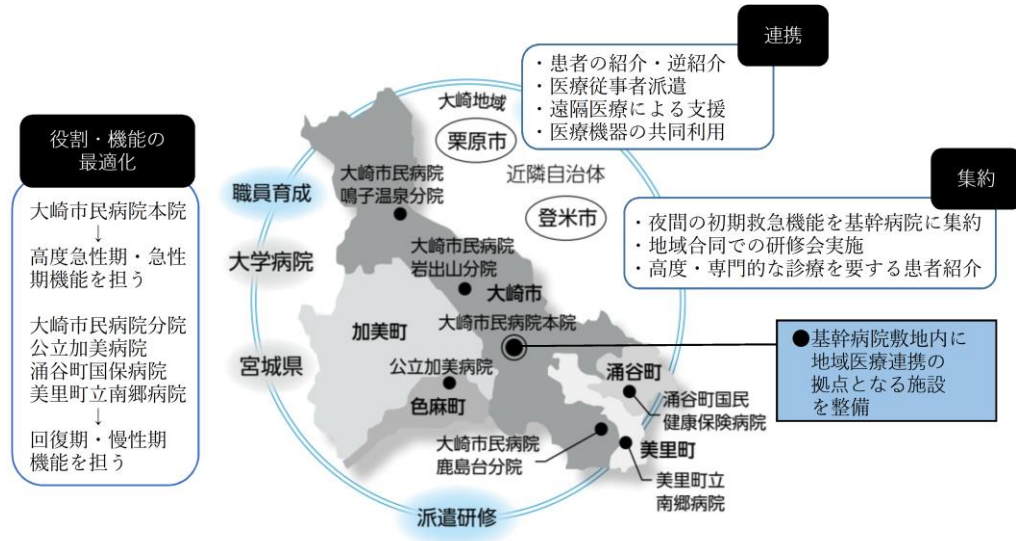 連携
・患者の紹介・逆紹介
・医療従事者派遣
・遠隔医療による支援
・医療機器の共同利用
役割・機能の
最適化
大崎市民病院本院
↓
高度急性期・急性
期機能を担う
大崎市民病院分院
公立加美病院
涌谷町国保病院
美里町立南郷病院
↓
回復期・慢性期
機能を担う
集約
・夜間の初期救急機能を基幹病院に集約
・地域合同での研修会実施
・高度・専門的な診療を要する患者紹介
●基幹病院敷地内に
地域医療連携の
拠点となる施設
を整備
大崎地域
栗原市
近隣自治体
登米市
職員育成
大学病院
宮城県
派遣研修
大崎市民病院
鳴子温泉分院
大崎市民病院
岩出山分院
大崎市
大崎市民病院本院
加美町
公立加美病院
色麻町
涌谷町
涌谷町国民
健康保険病院
大崎市民病院
鹿島台分院
美里町
美里町立
南郷病院